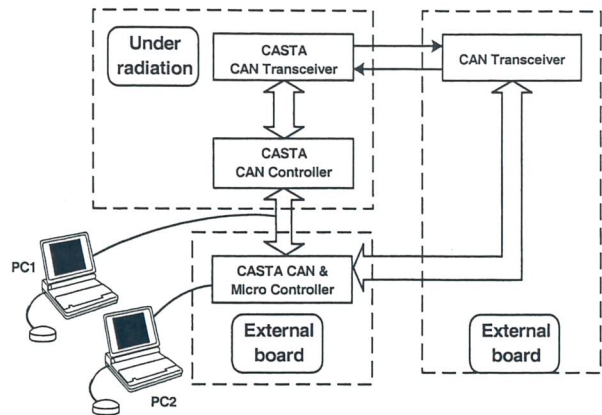 Under
radiation
CASTA
CAN Transceiver
CAN Transceiver
CASTA
CAN Controller
PC1
CASTA CAN &
Micro Controller
External
board
External
board
PC2